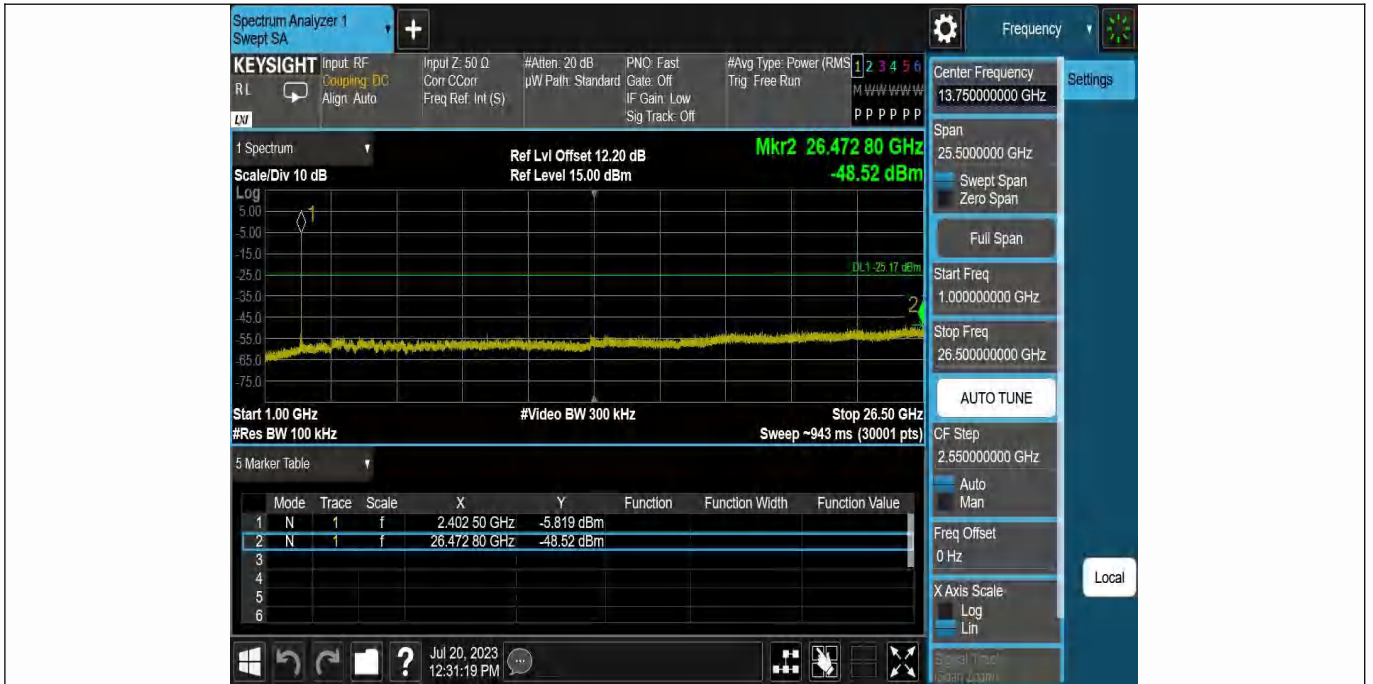 Spectrum Analyzer 1
Swept SA
+
Frequency
KEYSIGHT
Input: RF
Coupling: DC
Align: Auto
Input Z: 50 Ω
Corr CCorr
Freq Ref: Int (S)
#Atten: 20 dB
µW Path: Standard
PNO: Fast
Gate: Off
IF Gain: Low
Sig Track: Off
#Avg Type: Power (RMS
Trig: Free Run
1 2 3 4 5 6
M W W W W W
P P P P P P
R L
LXI
Center Frequency
13.750000000 GHz
Settings
Span
25.5000000 GHz
Swept Span
Zero Span
Full Span
Start Freq
1.000000000 GHz
Stop Freq
26.500000000 GHz
AUTO TUNE
CF Step
2.550000000 GHz
Auto
Man
Freq Offset
0 Hz
X Axis Scale
Log
Lin
Local
1 Spectrum
Scale/Div 10 dB
Ref Lvl Offset 12.20 dB
Ref Level 15.00 dBm
Mkr2 26.472 80 GHz
-48.52 dBm
Log
5.00
-5.00
-15.0
-25.0
-35.0
-45.0
-55.0
-65.0
-75.0
1
DL1 -25.17 dBm
2
Start 1.00 GHz
#Video BW 300 kHz
Stop 26.50 GHz
#Res BW 100 kHz
Sweep ~943 ms (30001 pts)
5 Marker Table
Mode Trace Scale X Y Function Function Width Function Value
1 N 1 f 2.402 50 GHz -5.819 dBm
2 N 1 f 26.472 80 GHz -48.52 dBm
3
4
5
6
?
Jul 20, 2023
12:31:19 PM